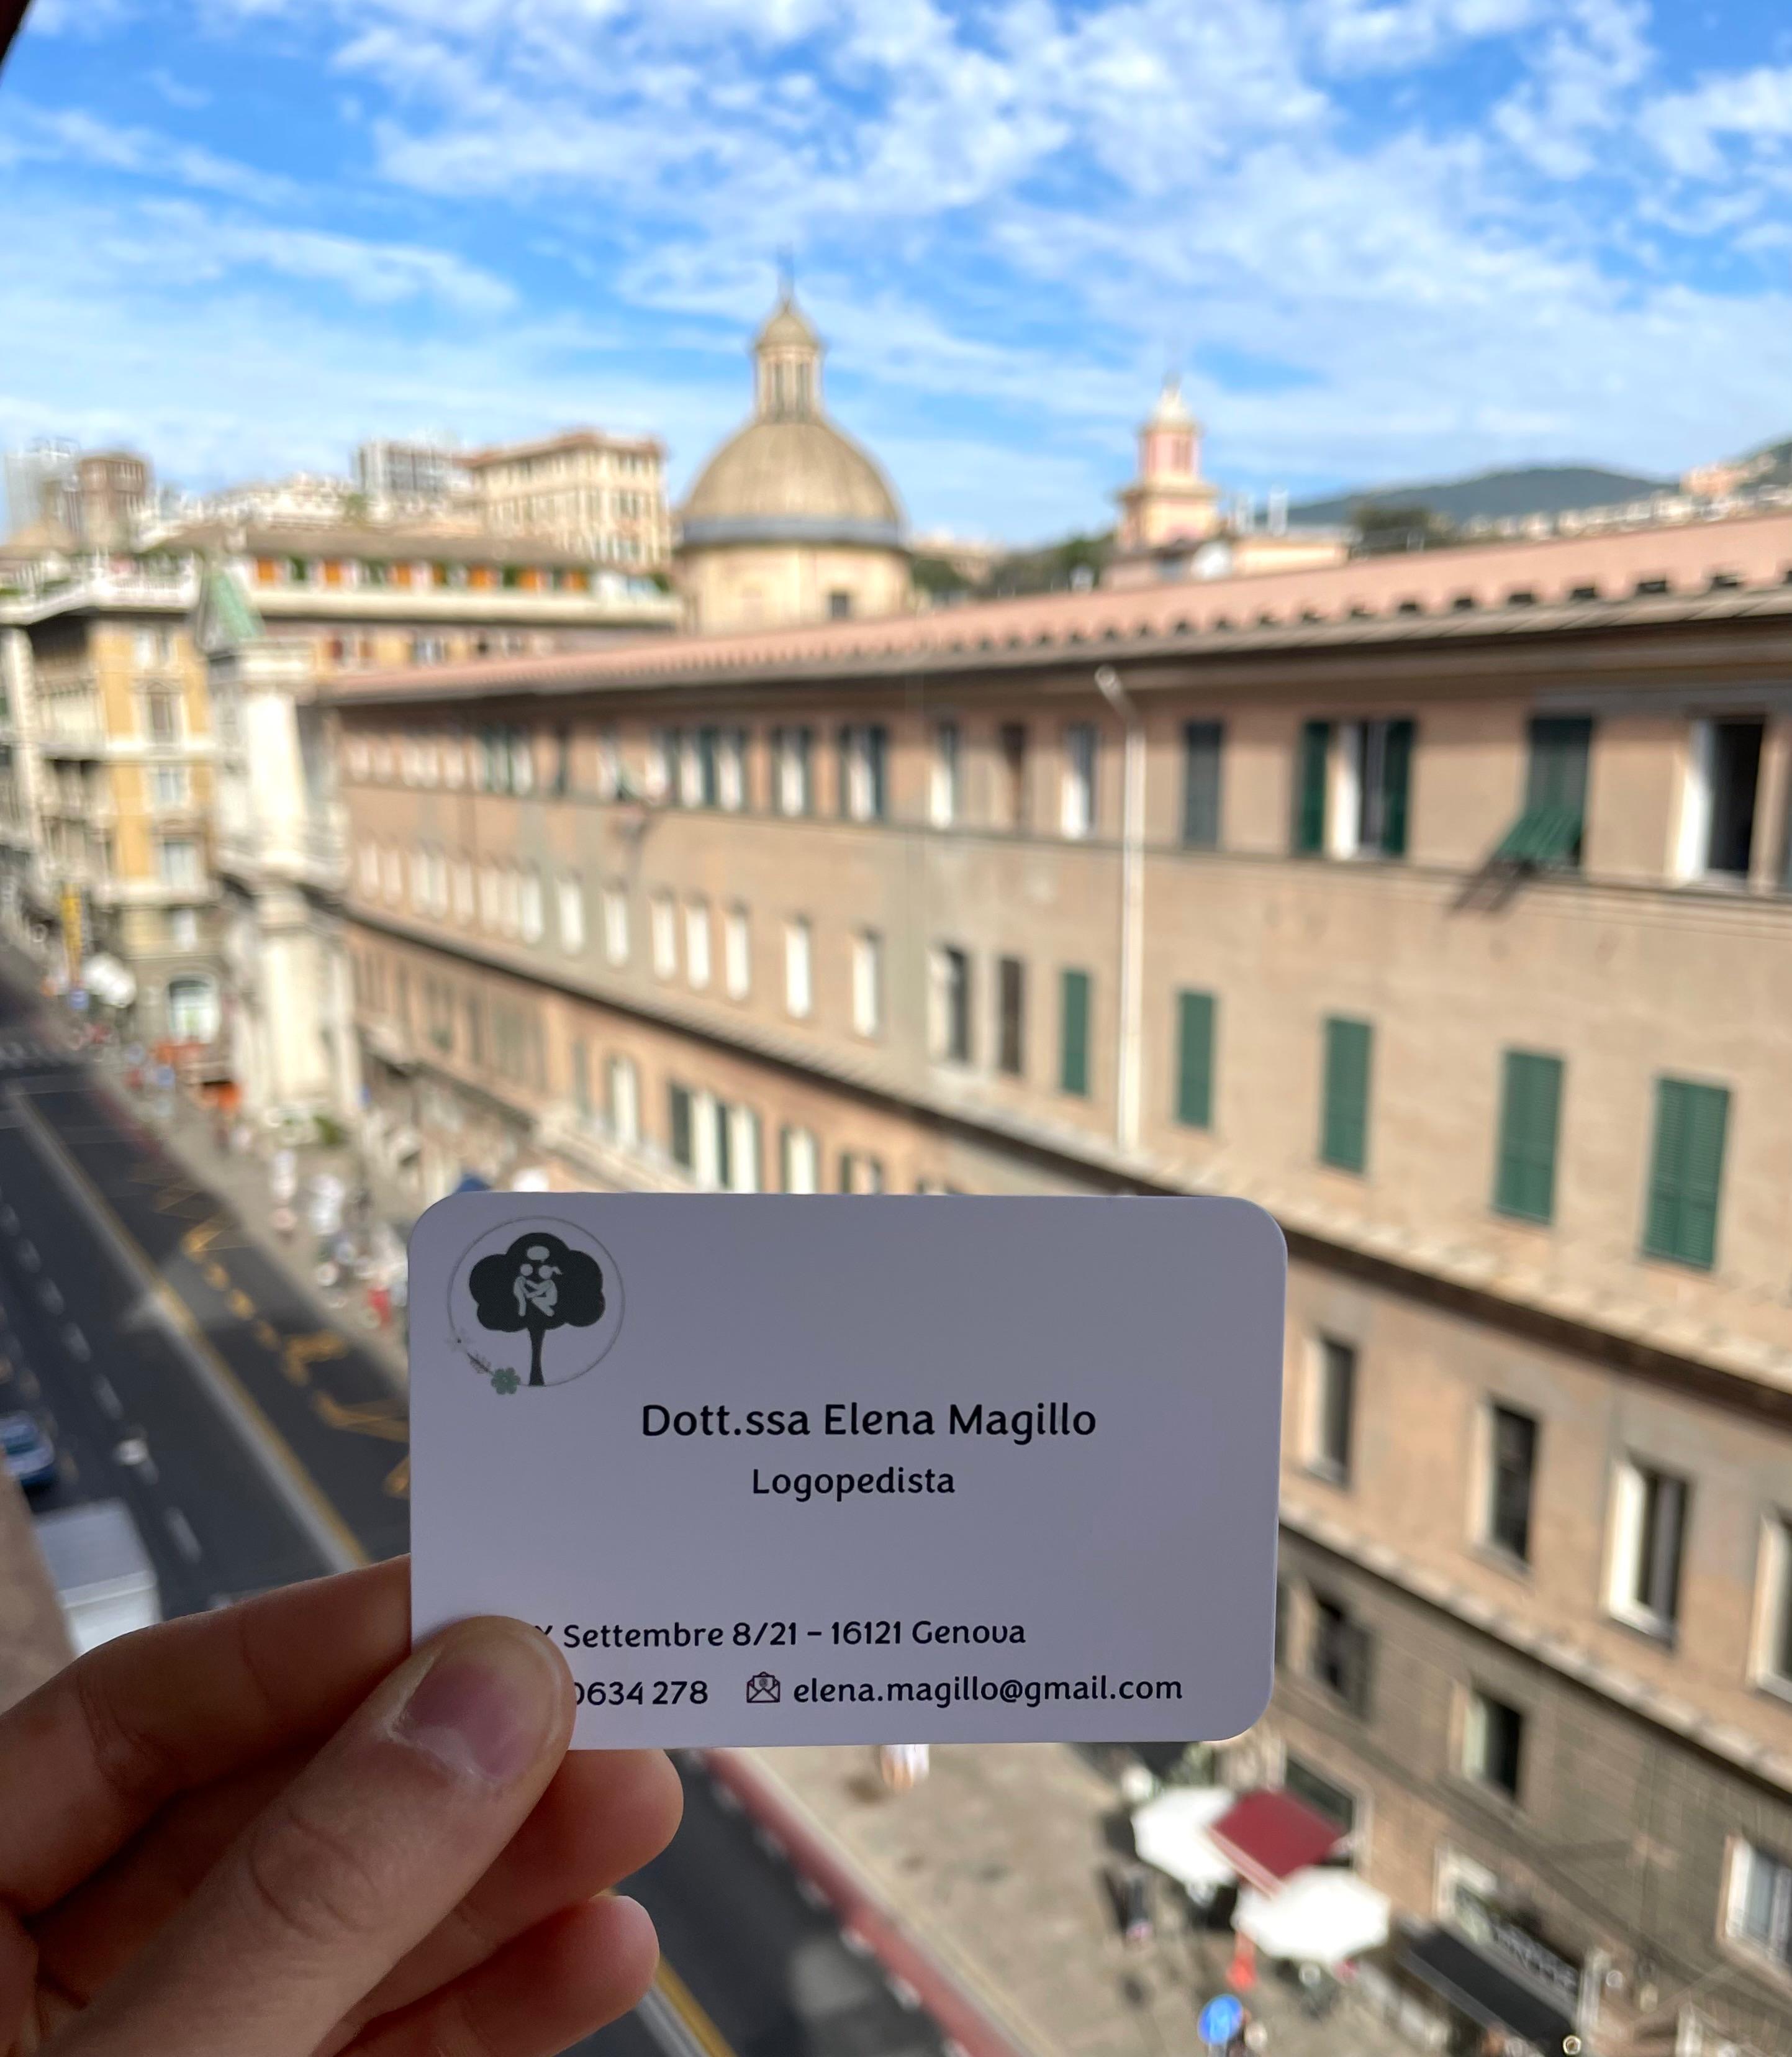 Dott.ssa Elena Magillo
Logopedista
Settembre 8/21 – 16121 Genova
0634 278 elena.magillo@gmail.com